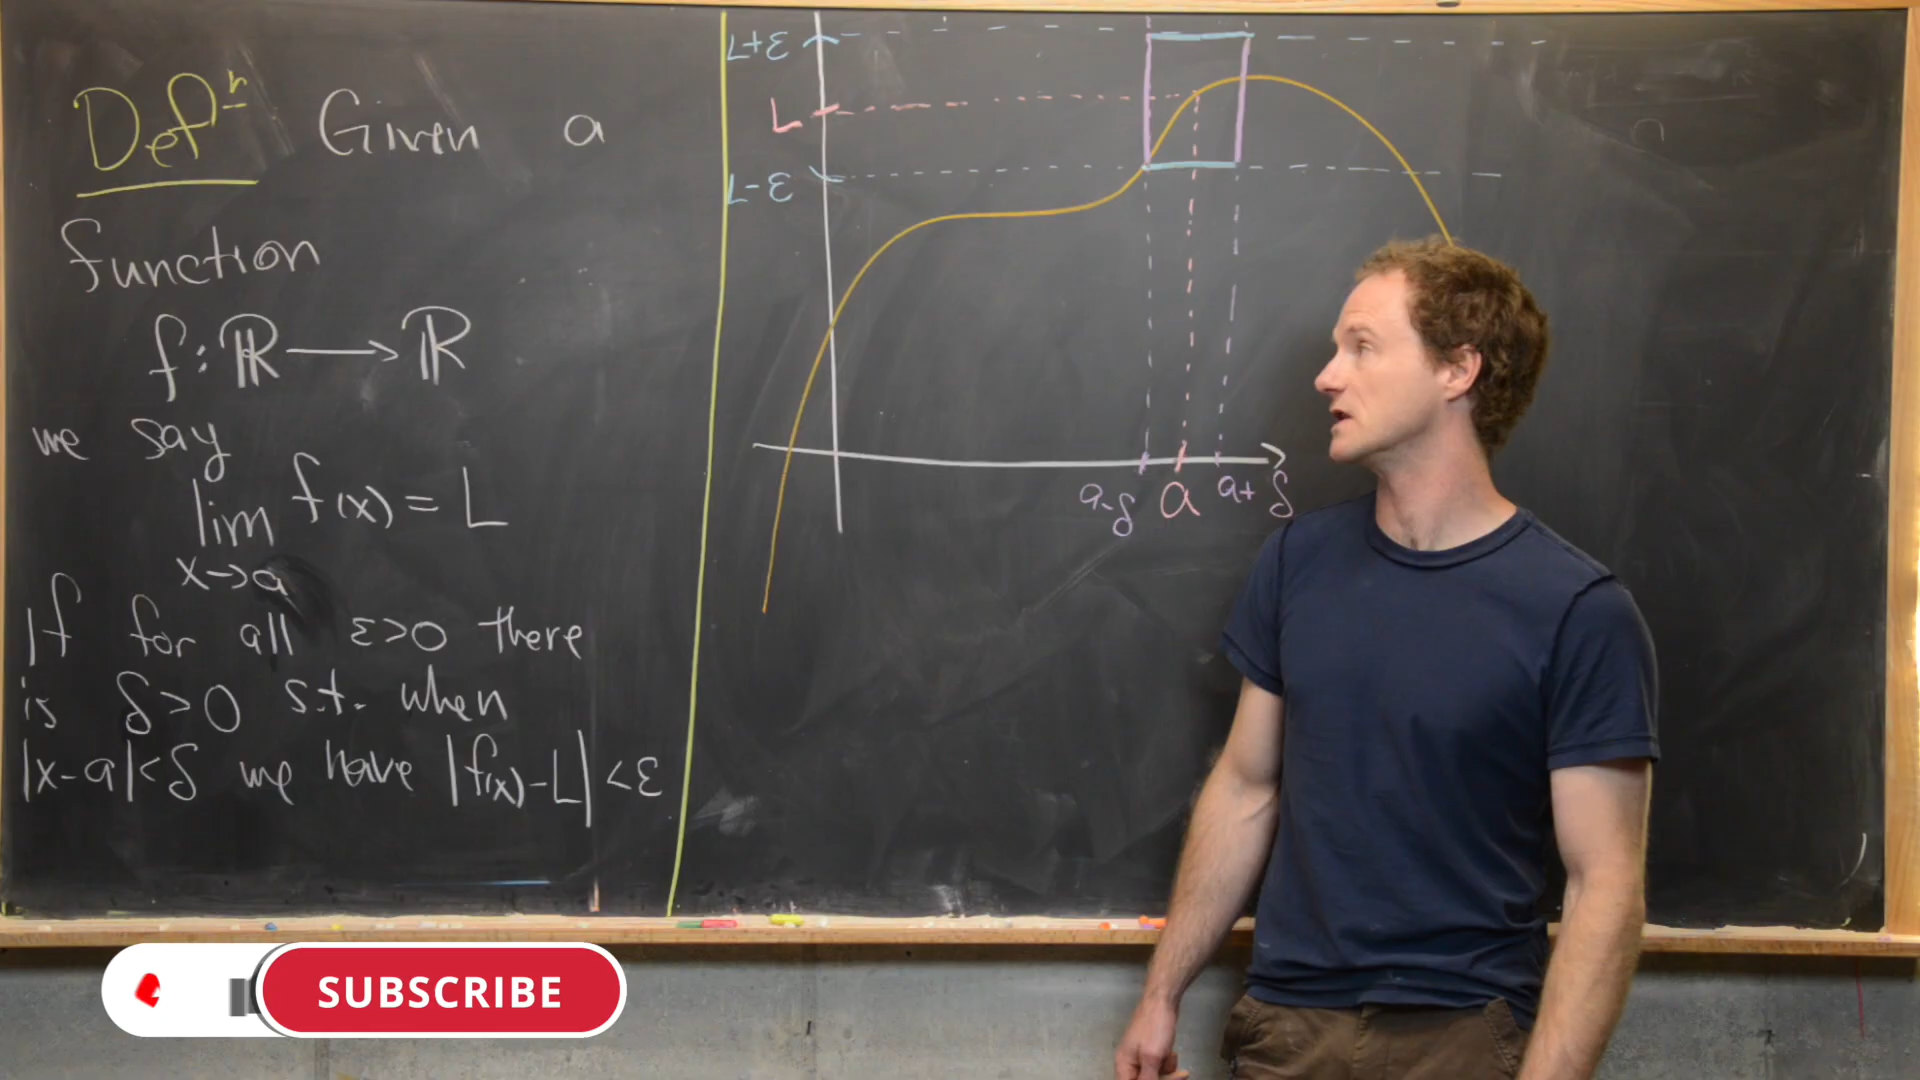 Defⁿ Given a
function
f: ℝ → ℝ
we say
lim f(x) = L
x→a
If for all ε>0 there
is δ>0 s.t. when
|x-a|<δ we have |f(x)-L|<ε
L+ε
L
L-ε
a-δ a a+δ
SUBSCRIBE